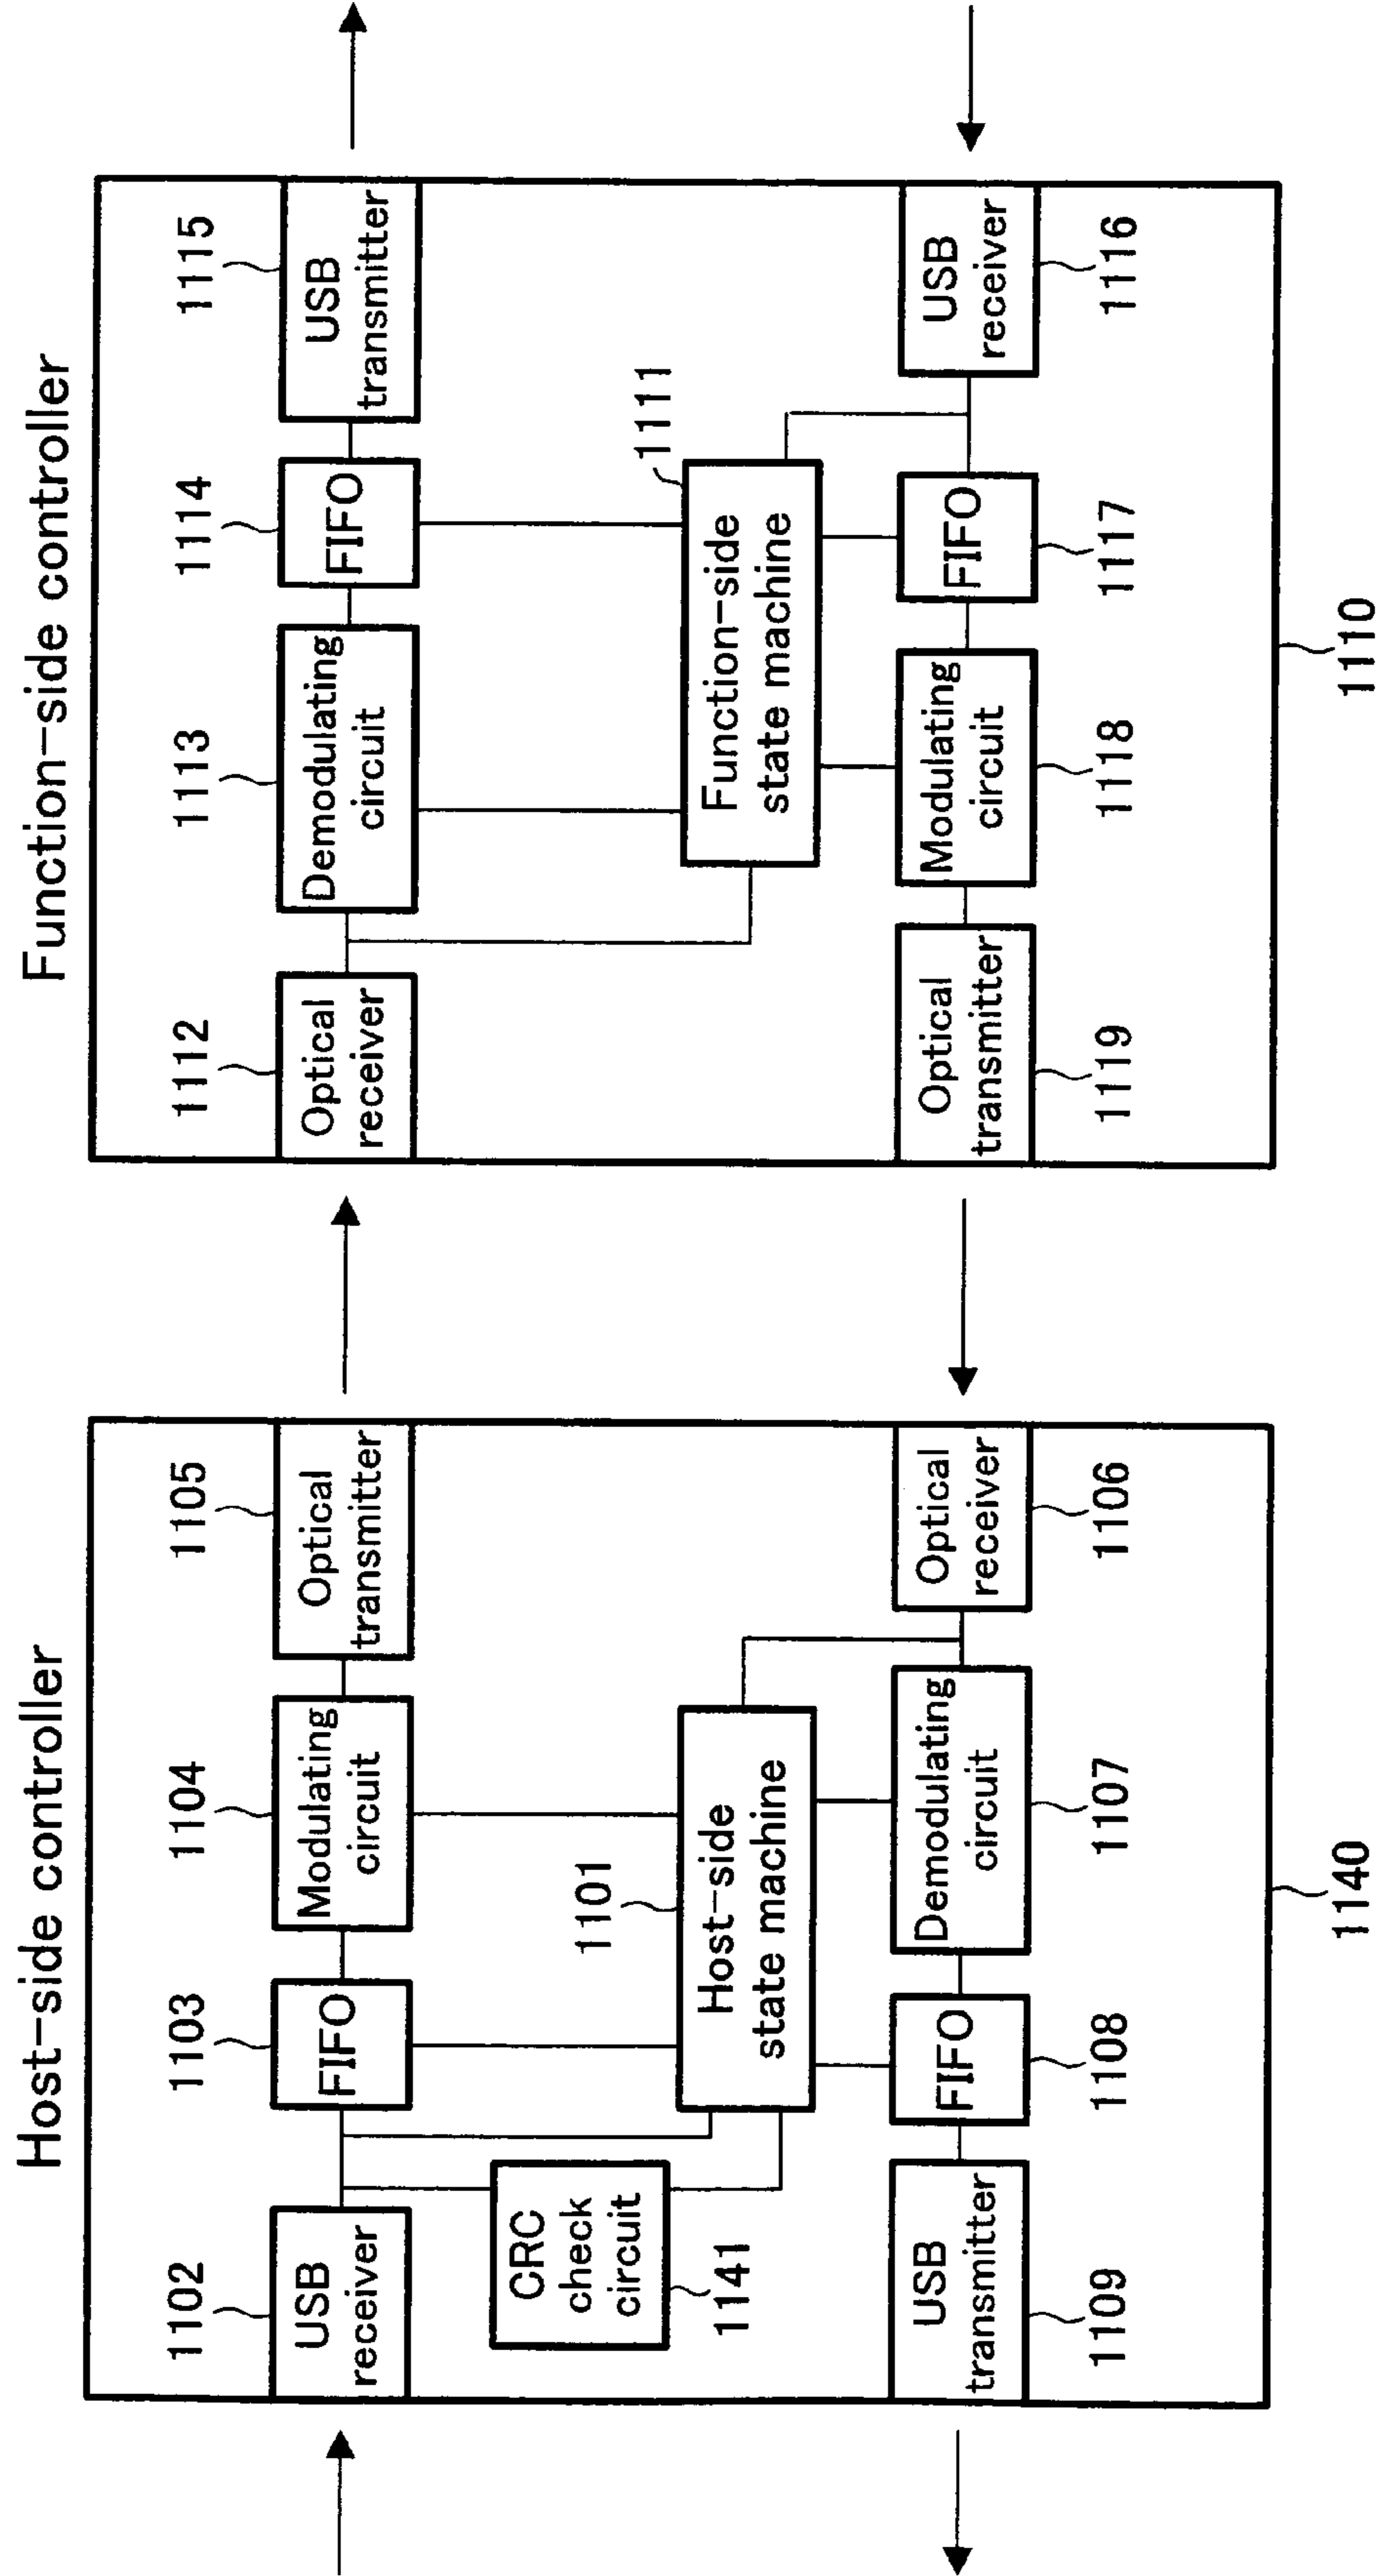 Host-side controller
1102
1103
1104
1105
USB
receiver
FIFO
Modulating
circuit
Optical
transmitter
CRC
check
circuit
1141
1101
Host-side
state machine
USB
transmitter
FIFO
Demodulating
circuit
Optical
receiver
1109
1108
1107
1106
1140
Function-side controller
1112
1113
1114
1115
Optical
receiver
Demodulating
circuit
FIFO
USB
transmitter
1111
Function-side
state machine
Optical
transmitter
Modulating
circuit
FIFO
USB
receiver
1119
1118
1117
1116
1110